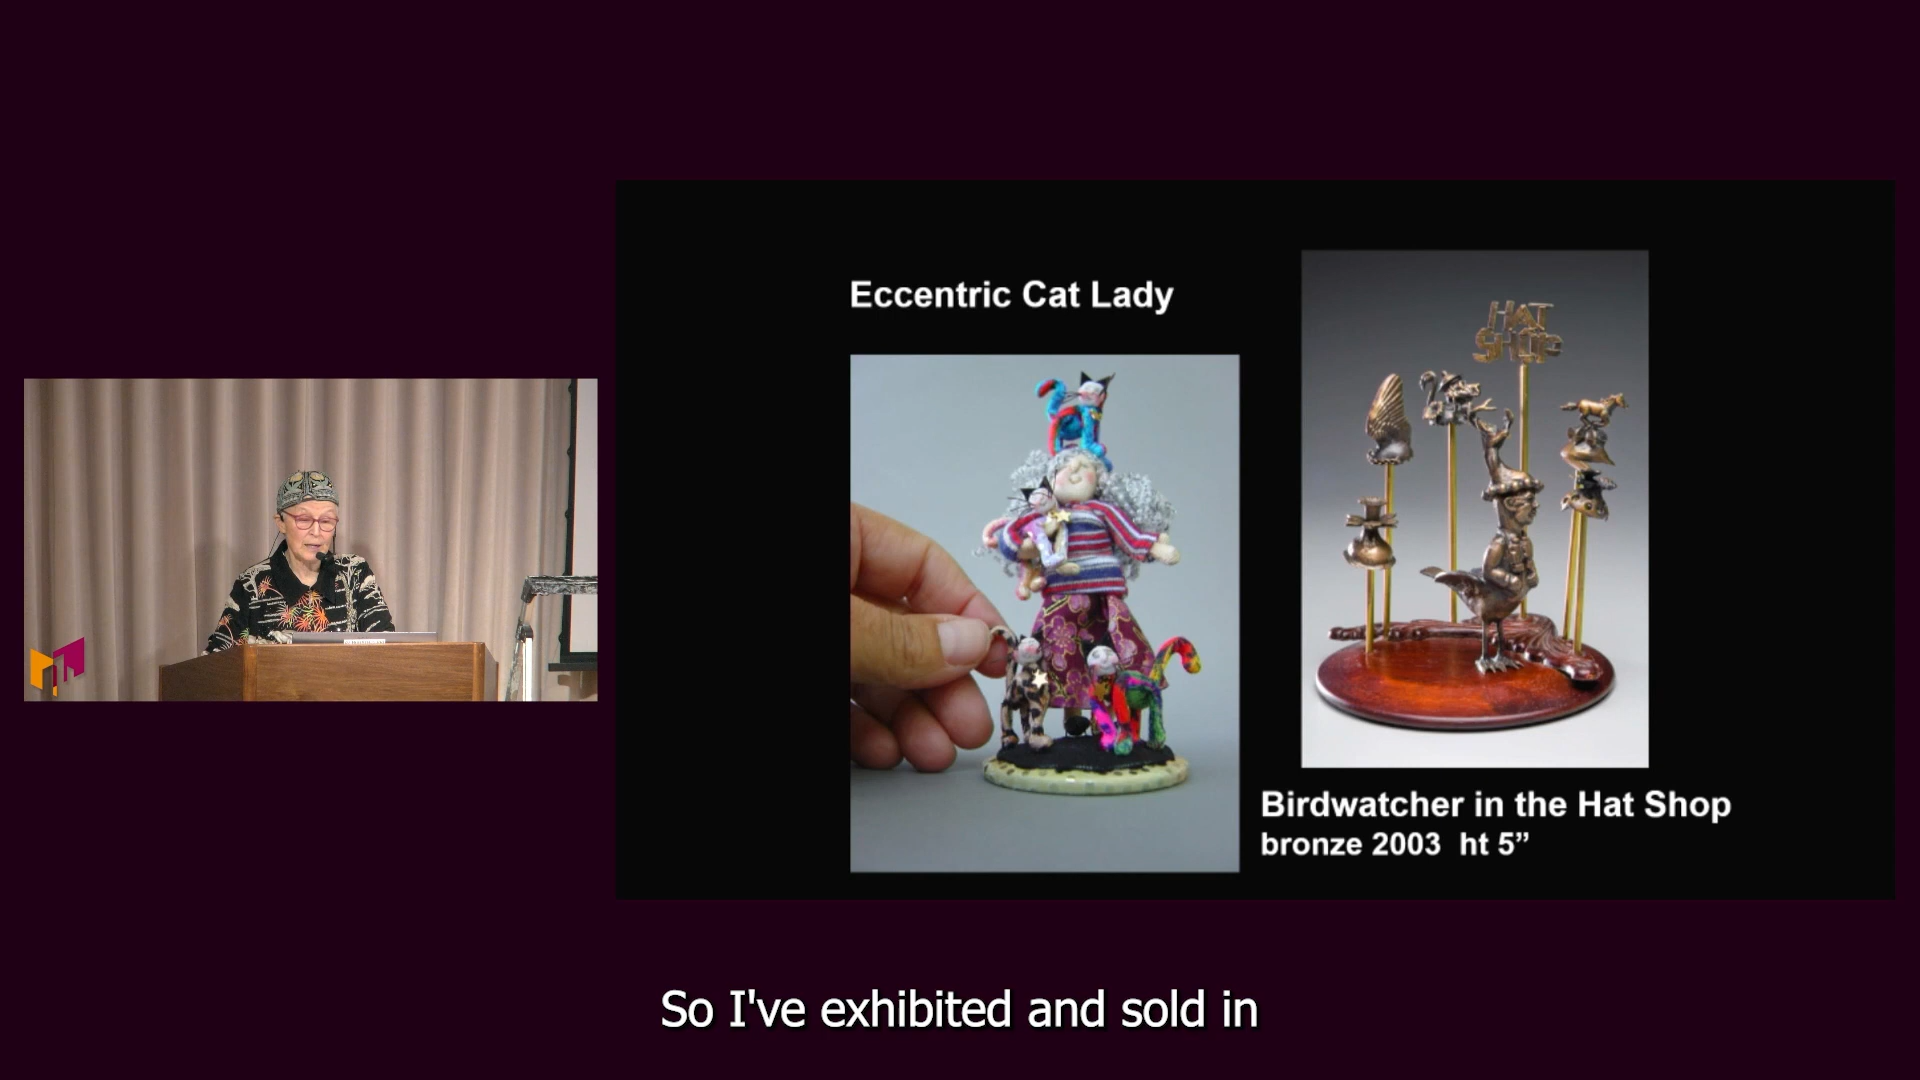 Eccentric Cat Lady
HAT
SHOP
Birdwatcher in the Hat Shop
bronze 2003 ht 5”
So I've exhibited and sold in